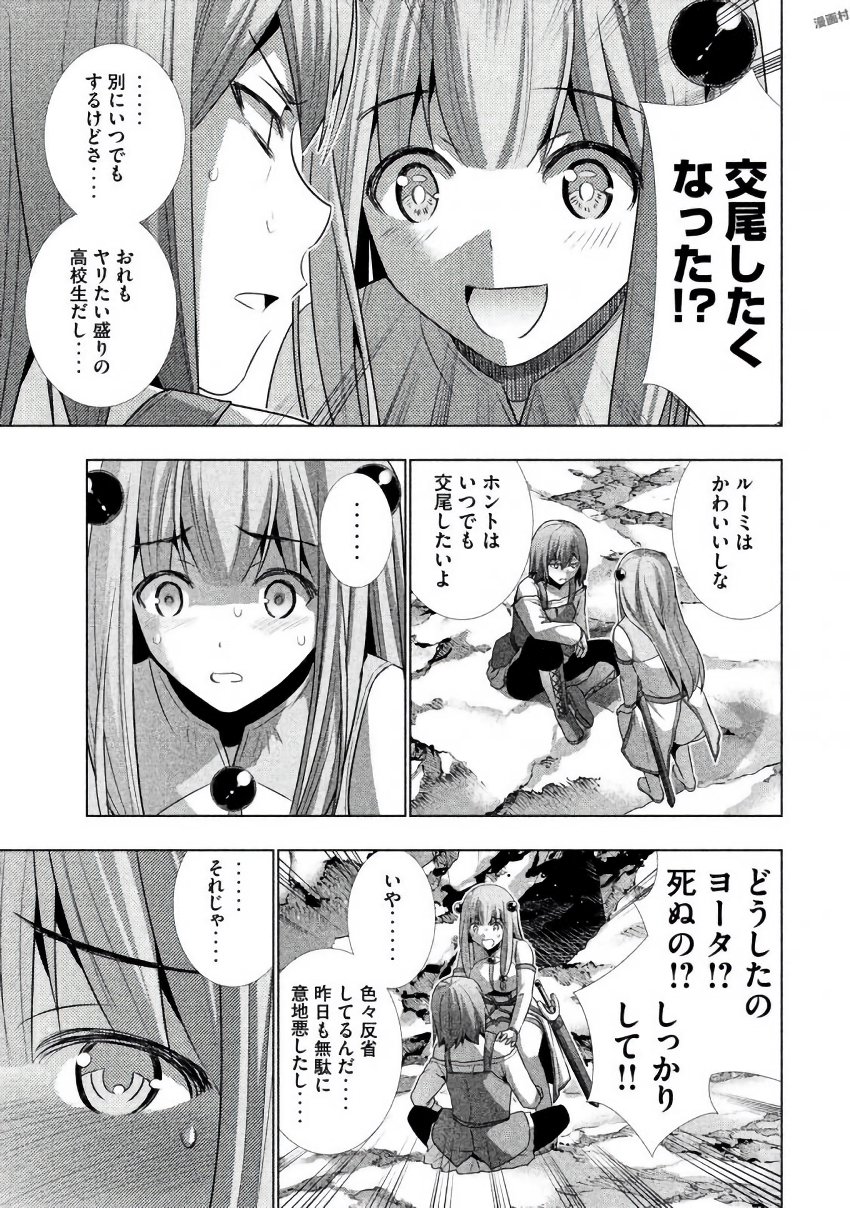 漫画村
交尾したく
なった!?
‥‥‥
別にいつでも
するけどさ‥‥
おれも
ヤリたい盛りの
高校生だし‥‥
ルーミは
かわいいしな
ホントは
いつでも
交尾したいよ
‥‥‥
どうしたの
ヨータ!?
死ぬの!?
しっかり
して!!
いや‥‥‥
色々反省
してるんだ‥‥
昨日も無駄に
意地悪したし‥‥
‥‥‥
それじゃ‥‥